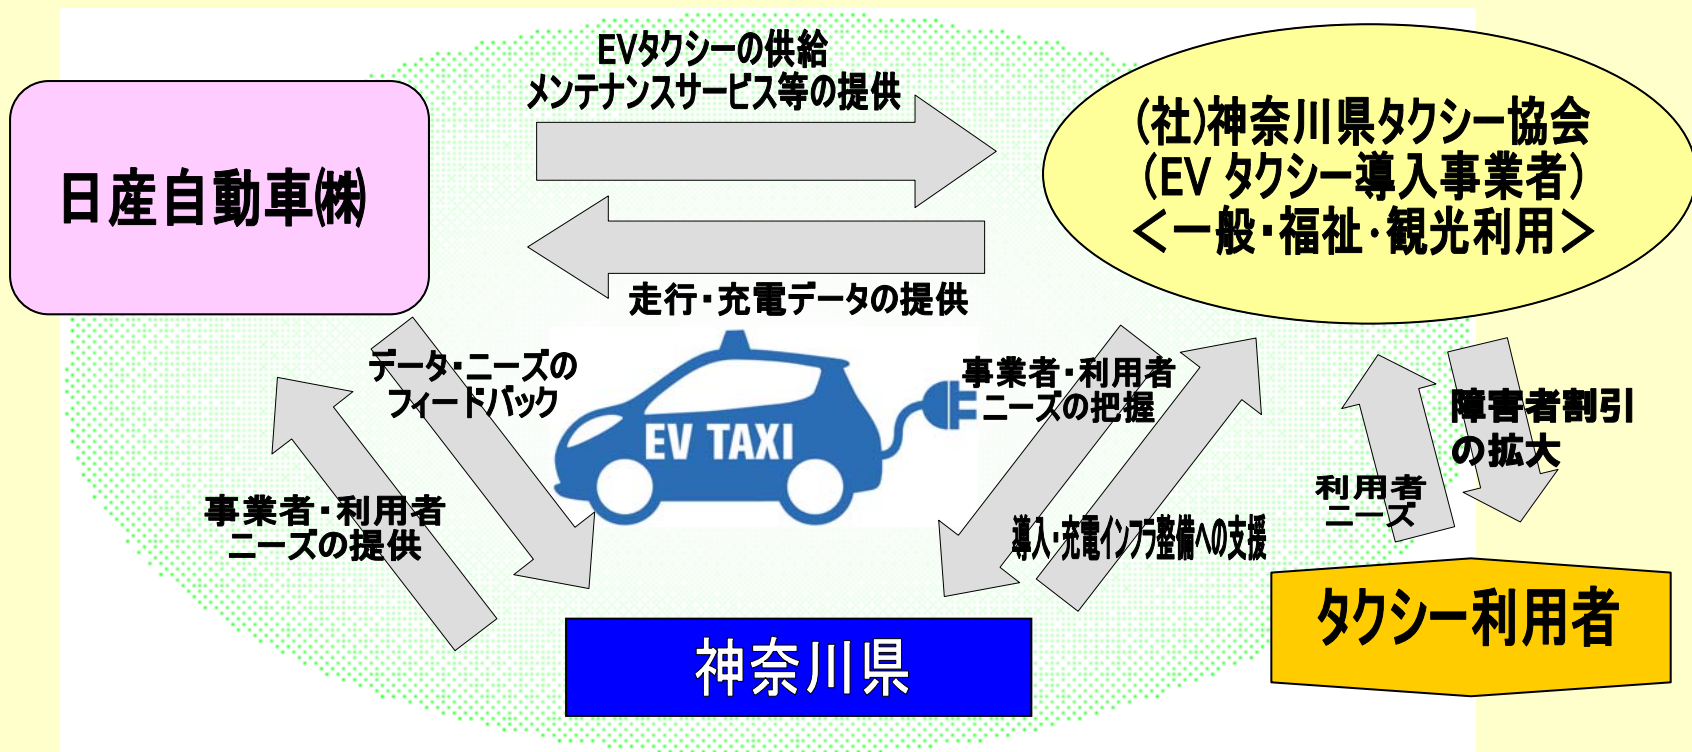 EVタクシーの供給
メンテナンスサービス等の提供
日産自動車㈱
(社)神奈川県タクシー協会
(EV タクシー導入事業者)
＜一般・福祉・観光利用＞
走行・充電データの提供
データ・ニーズの
フィードバック
事業者・利用者
ニーズの把握
EV TAXI
障害者割引
の拡大
利用者
ニーズ
事業者・利用者
ニーズの提供
導入・充電インフラ整備への支援
タクシー利用者
神奈川県